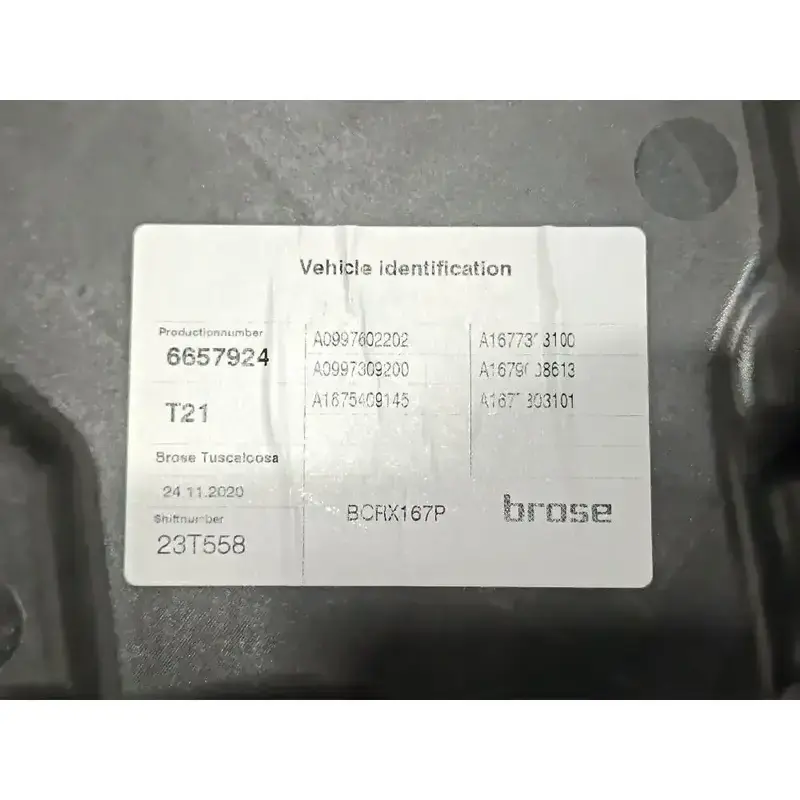 Vehicle identification
Productionnumber
6657924
T21
Brose Tuscaloosa
24.11.2020
Shiftnumber
23T558
A0997602202
A0997309200
A1675409145
BCRX167P
brose